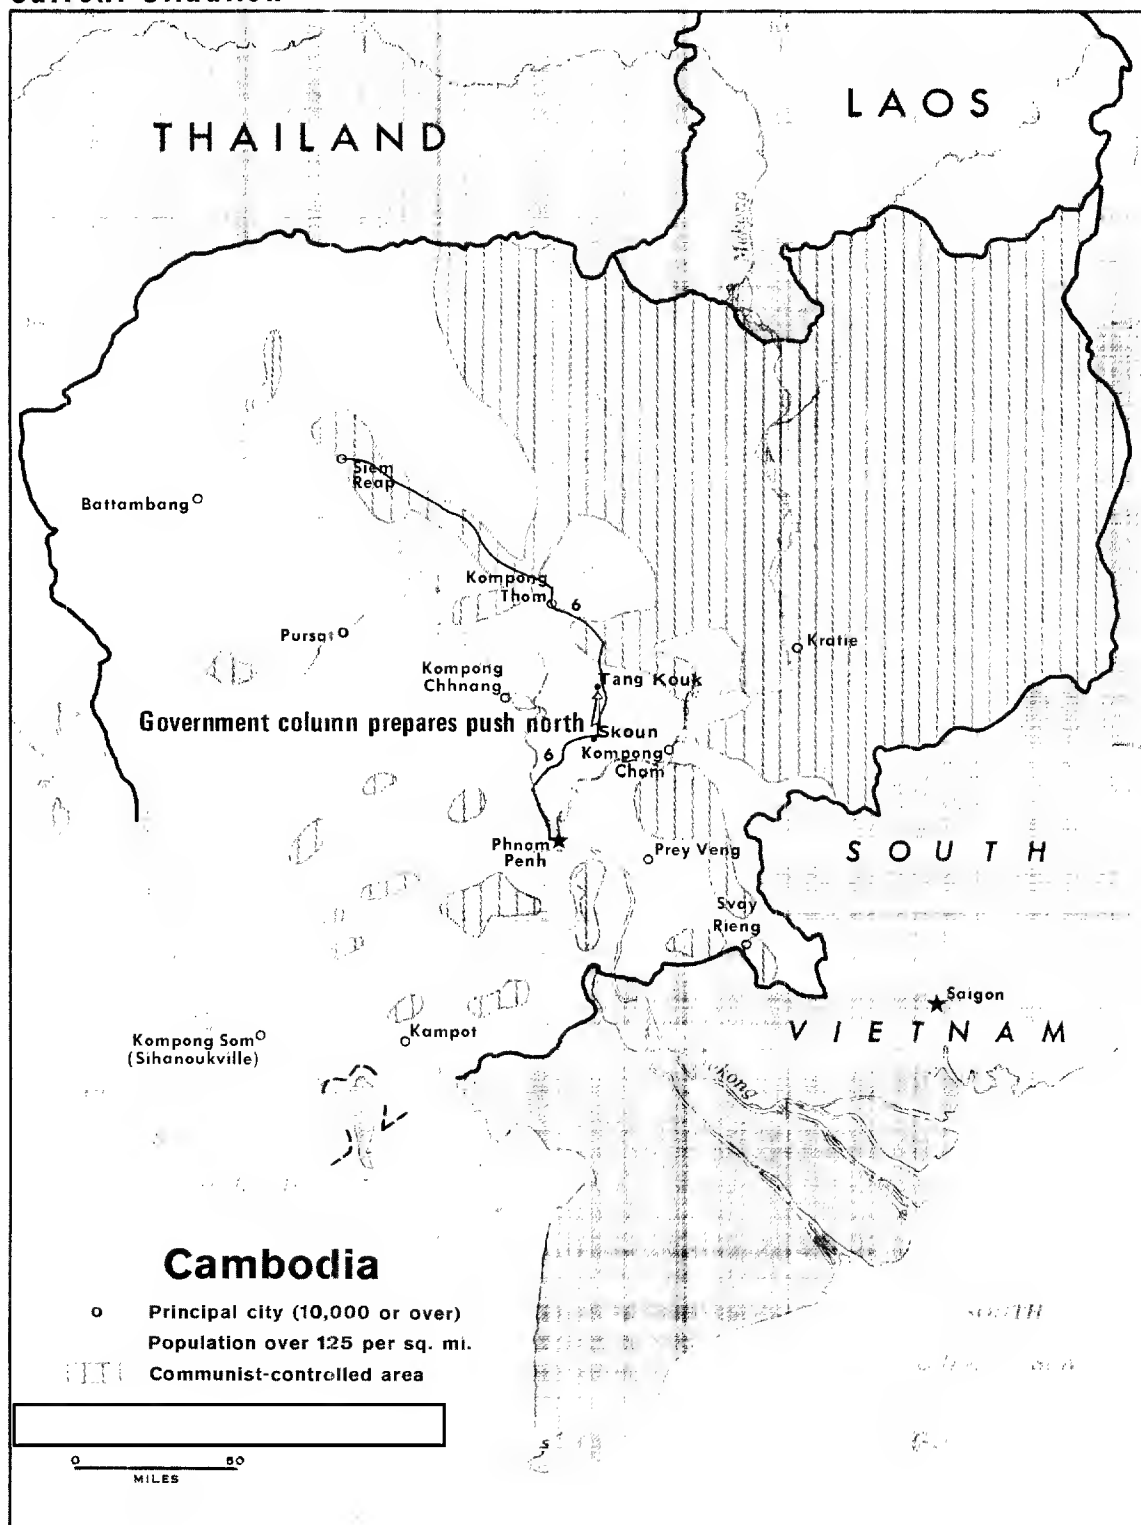 THAILAND
LAOS
Mekong
Siem
Reap
Battambang
Kompong
Thom
6
Pursat
Kratie
Kompong
Chhnang
Tang Kouk
Government column prepares push north
Skoun
6
Kompong
Cham
Phnom
Penh
Prey Veng
SOUTH
Svay
Rieng
Saigon
VIETNAM
Kompong Som
(Sihanoukville)
Kampot
Cambodia
Principal city (10,000 or over)
Population over 125 per sq. mi.
Communist-controlled area
0 50
MILES
SOUTH